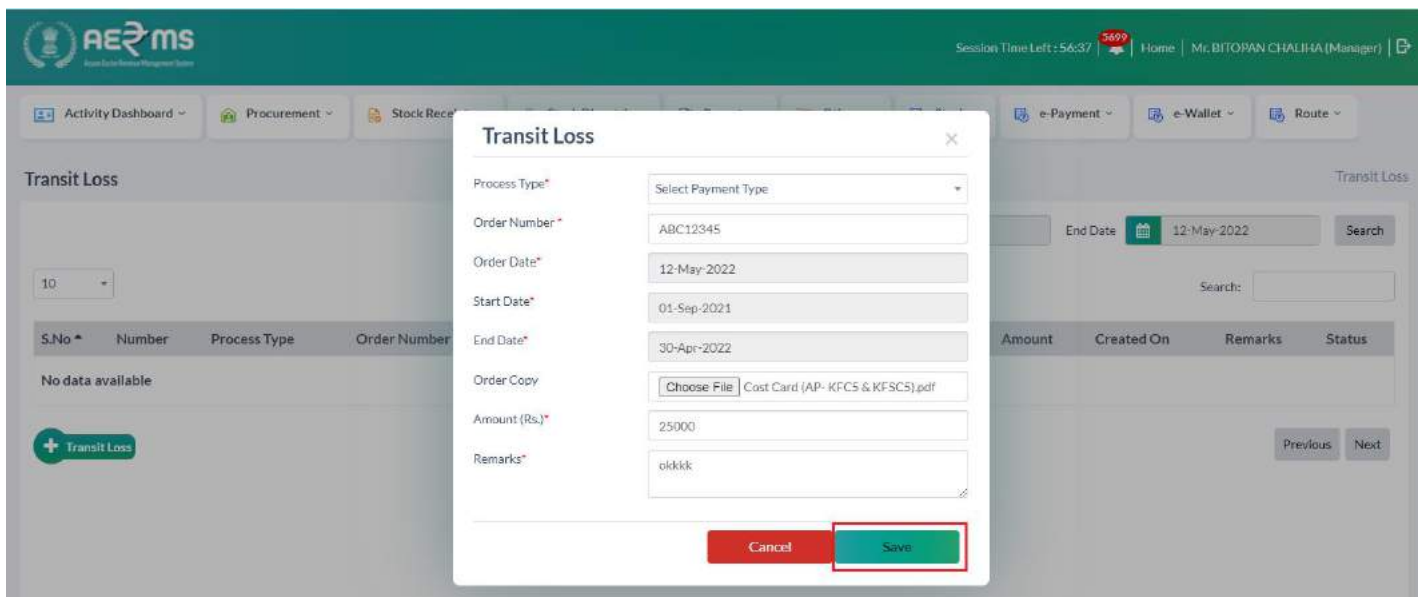 AERMS
Session Time Left : 56:37 5699 Home Mr. BITOPAN CHALIHA (Manager)
Activity Dashboard Procurement Stock Rece e-Payment e-Wallet Route
Transit Loss ×
Transit Loss Transit Loss
Process Type* Select Payment Type
Order Number * ABC12345
End Date 12-May-2022 Search
Order Date* 12-May-2022
10 Search:
Start Date* 01-Sep-2021
S.No Number Process Type Order Number Amount Created On Remarks Status
End Date* 30-Apr-2022
No data available
Order Copy Choose File Cost Card (AP- KFC5 & KFSC5).pdf
Amount (Rs.)* 25000
+ Transit Loss Previous Next
Remarks* okkkk
Cancel Save